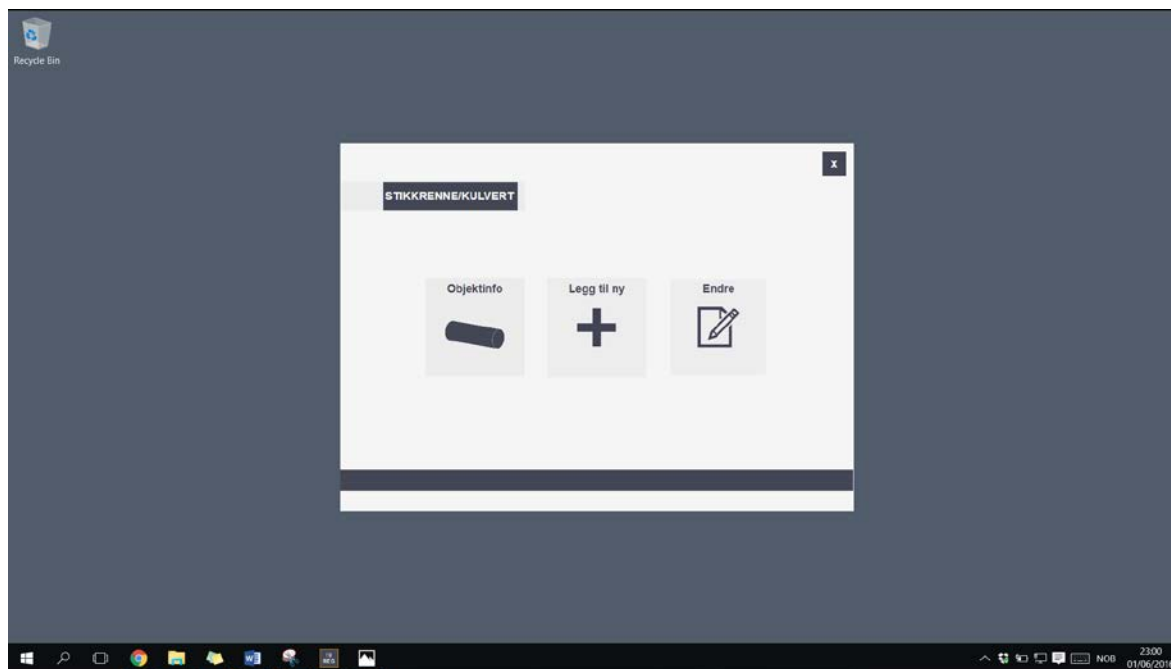 Recycle Bin
x
STIKKRENNE/KULVERT
Objektinfo
Legg til ny
Endre
NOB
23:00